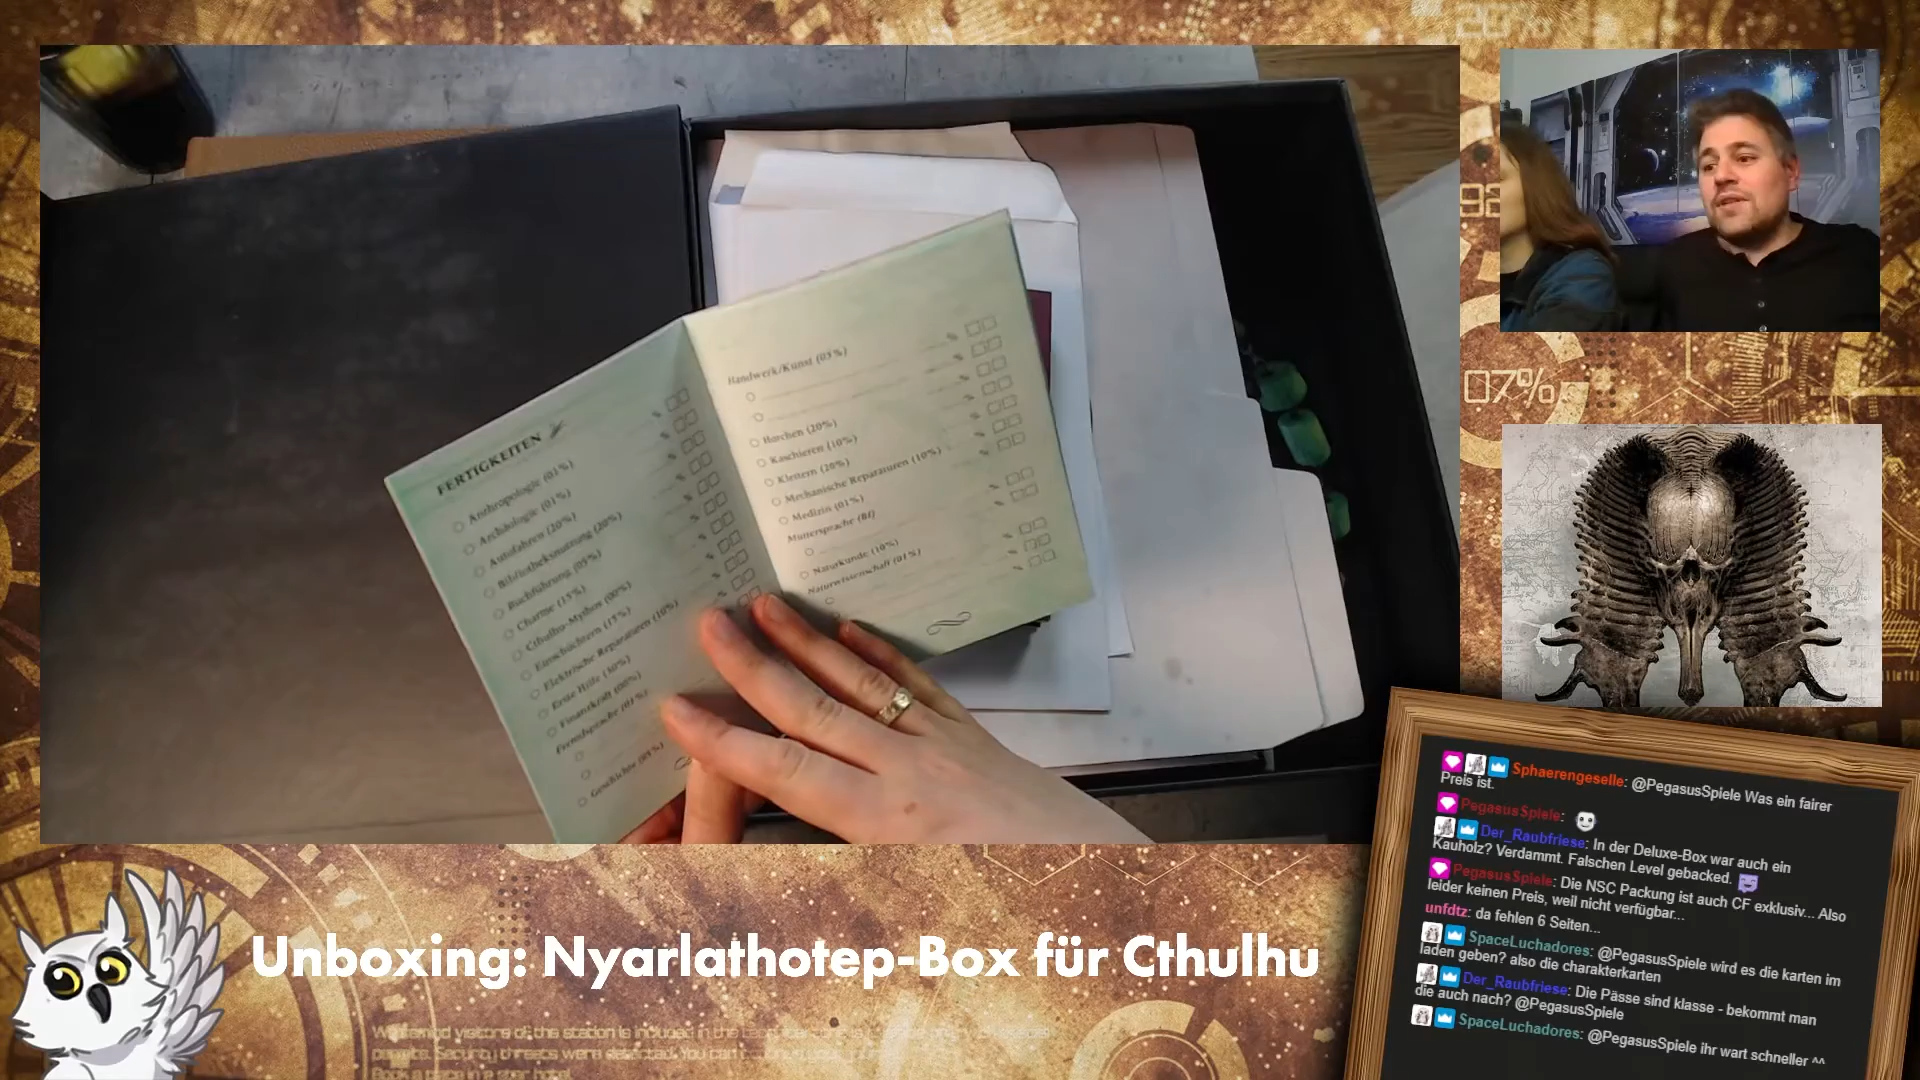 20%
92
07%
FERTIGKEITEN
Anthropologie (01%)
Archäologie (01%)
Autofahren (20%)
Bibliotheksnutzung (20%)
Buchführung (05%)
Charme (15%)
Cthulhu-Mythos (00%)
Einschüchtern (15%)
Elektrische Reparaturen (10%)
Erste Hilfe (30%)
Finanzkraft (00%)
Fremdsprache (01%)
Geschichte (05%)
Handwerk/Kunst (05%)
Horchen (20%)
Kaschieren (10%)
Klettern (20%)
Mechanische Reparaturen (10%)
Medizin (01%)
Muttersprache (BI)
Naturkunde (10%)
Naturwissenschaft (01%)
Sphaerengeselle: @PegasusSpiele Was ein fairer
Preis ist.
PegasusSpiele:
Der_Raubfriese: In der Deluxe-Box war auch ein
Kauholz? Verdammt. Falschen Level gebacked.
PegasusSpiele: Die NSC Packung ist auch CF exklusiv... Also
leider keinen Preis, weil nicht verfügbar...
unfdtz: da fehlen 6 Seiten...
SpaceLuchadores: @PegasusSpiele wird es die karten im
laden geben? also die charakterkarten
Der_Raubfriese: Die Pässe sind klasse - bekommt man
die auch nach? @PegasusSpiele
SpaceLuchadores: @PegasusSpiele ihr wart schneller ^^
Unboxing: Nyarlathotep-Box für Cthulhu